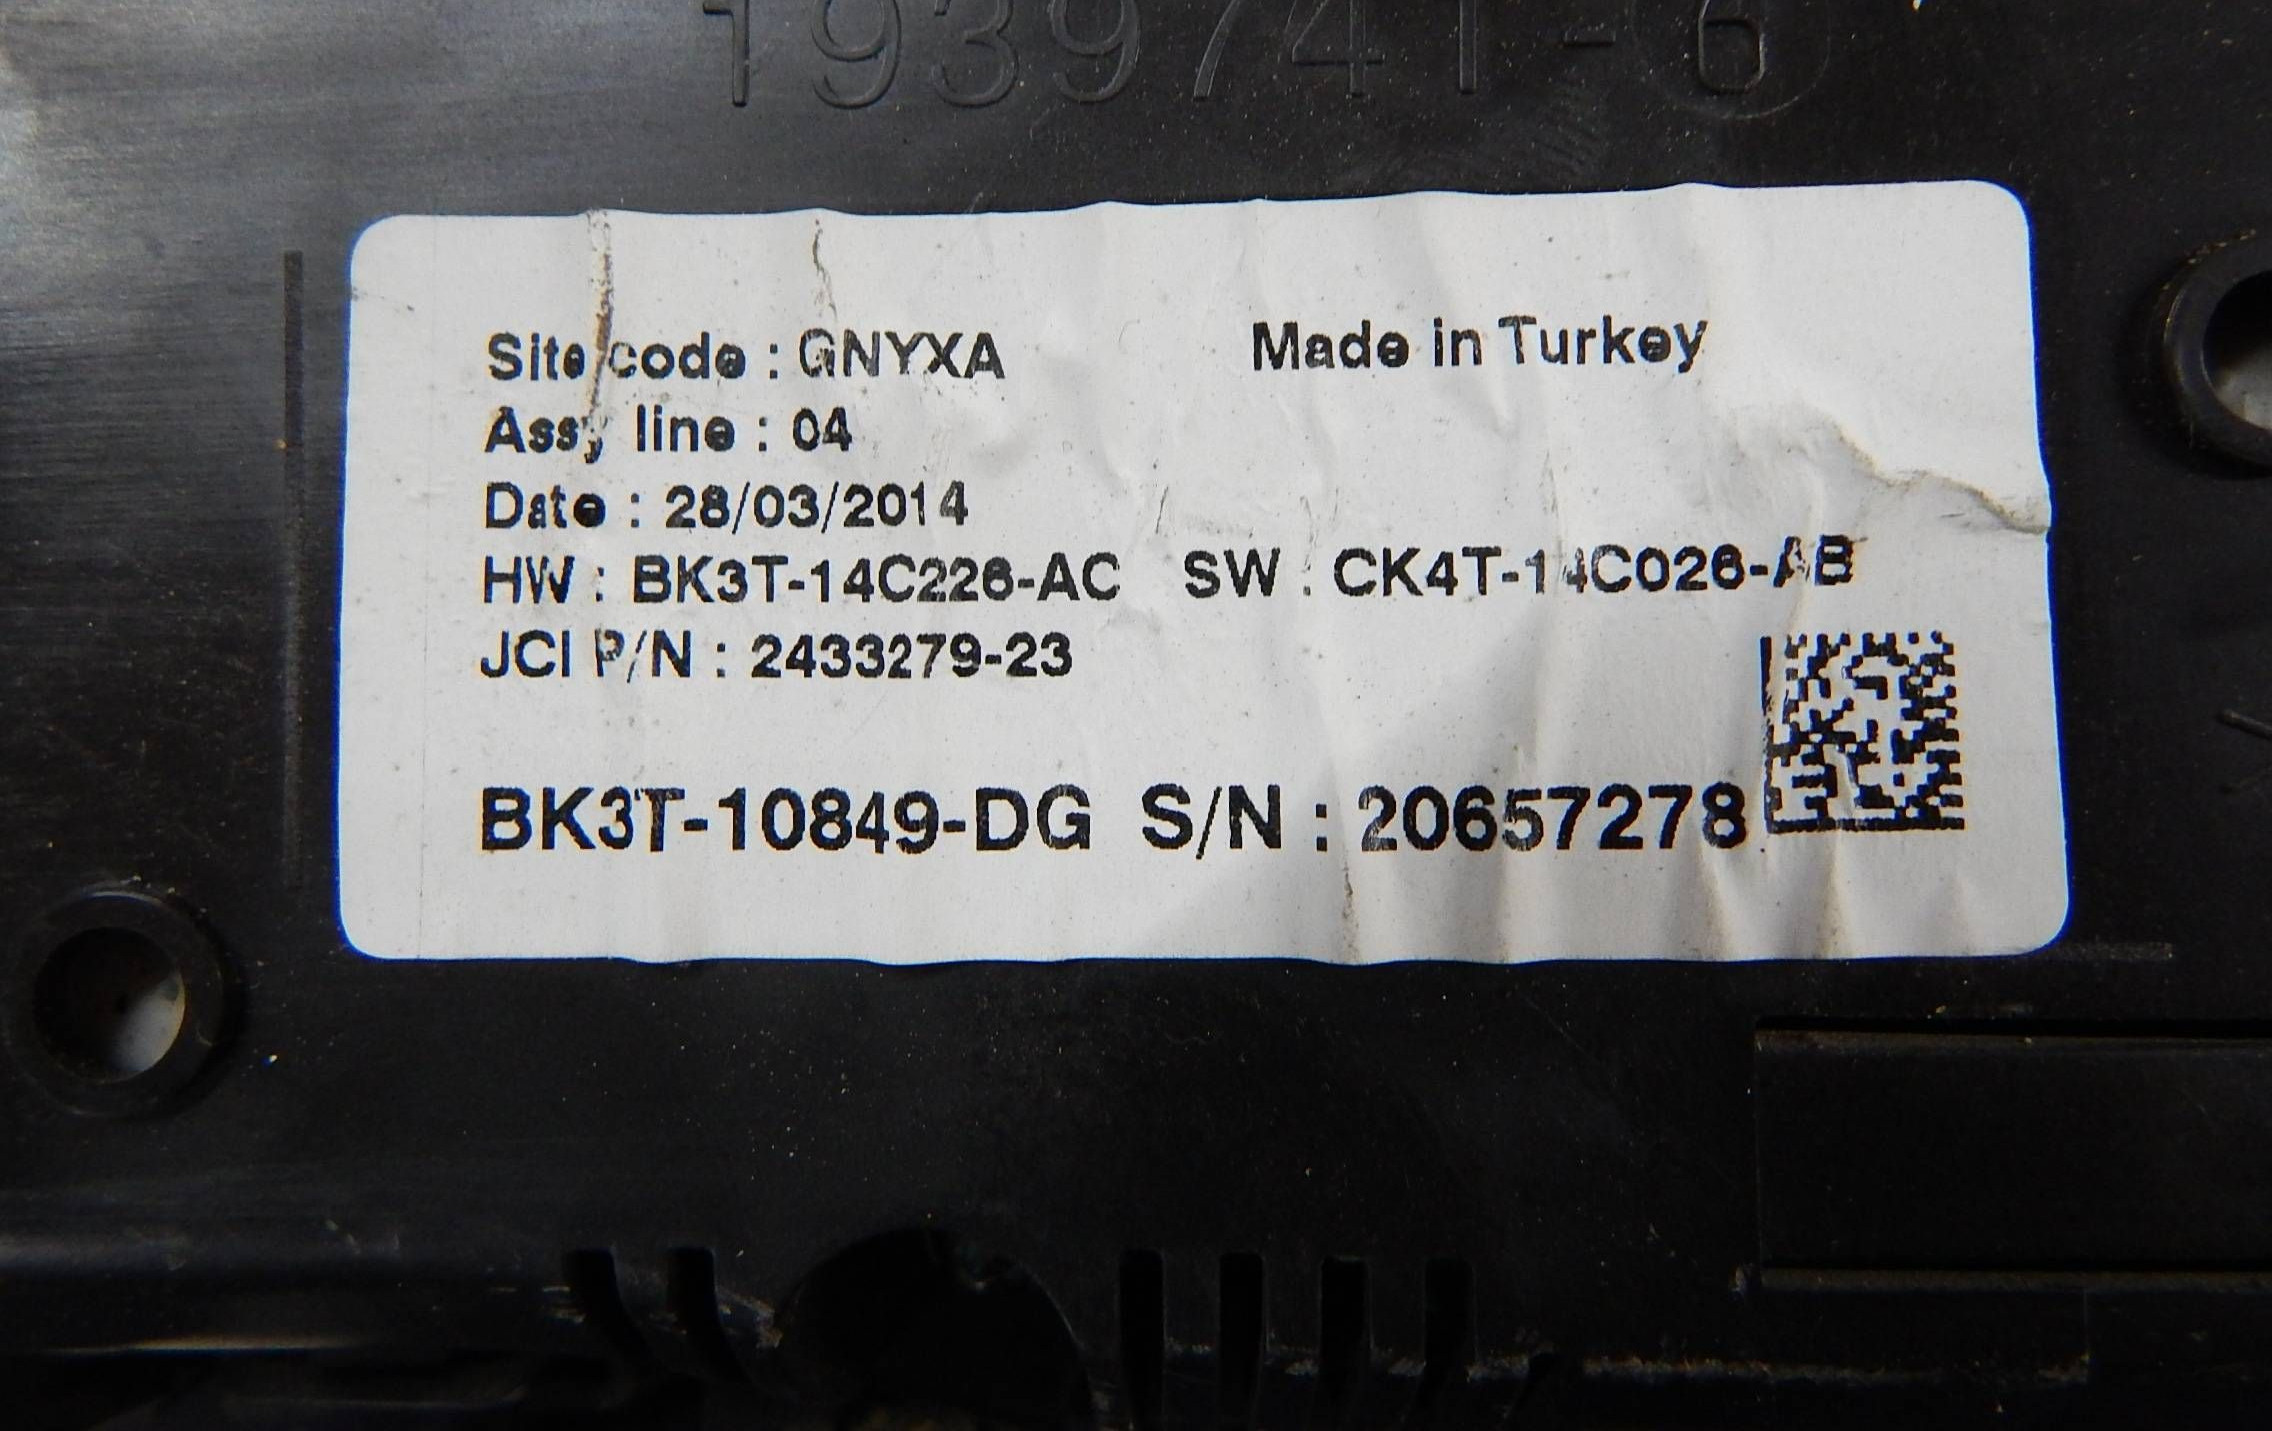 1939741-6
Site code : GNYXA Made in Turkey
Assy line : 04
Date : 28/03/2014
HW : BK3T-14C226-AC SW : CK4T-14C026-AB
JCI P/N : 2433279-23
BK3T-10849-DG S/N : 20657278